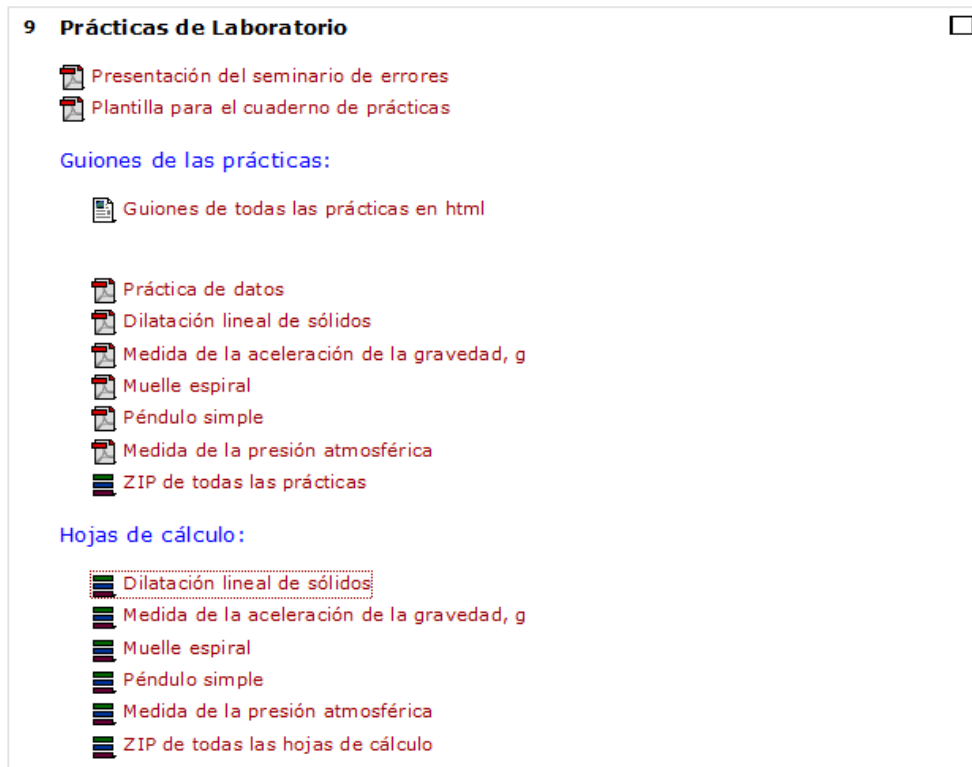 9 Prácticas de Laboratorio
Presentación del seminario de errores
Plantilla para el cuaderno de prácticas
Guiones de las prácticas:
Guiones de todas las prácticas en html
Práctica de datos
Dilatación lineal de sólidos
Medida de la aceleración de la gravedad, g
Muelle espiral
Péndulo simple
Medida de la presión atmosférica
ZIP de todas las prácticas
Hojas de cálculo:
Dilatación lineal de sólidos
Medida de la aceleración de la gravedad, g
Muelle espiral
Péndulo simple
Medida de la presión atmosférica
ZIP de todas las hojas de cálculo